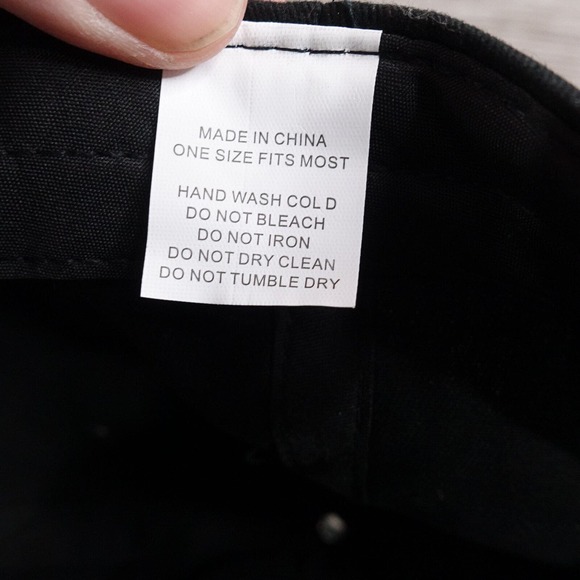 MADE IN CHINA
ONE SIZE FITS MOST
HAND WASH COLD
DO NOT BLEACH
DO NOT IRON
DO NOT DRY CLEAN
DO NOT TUMBLE DRY